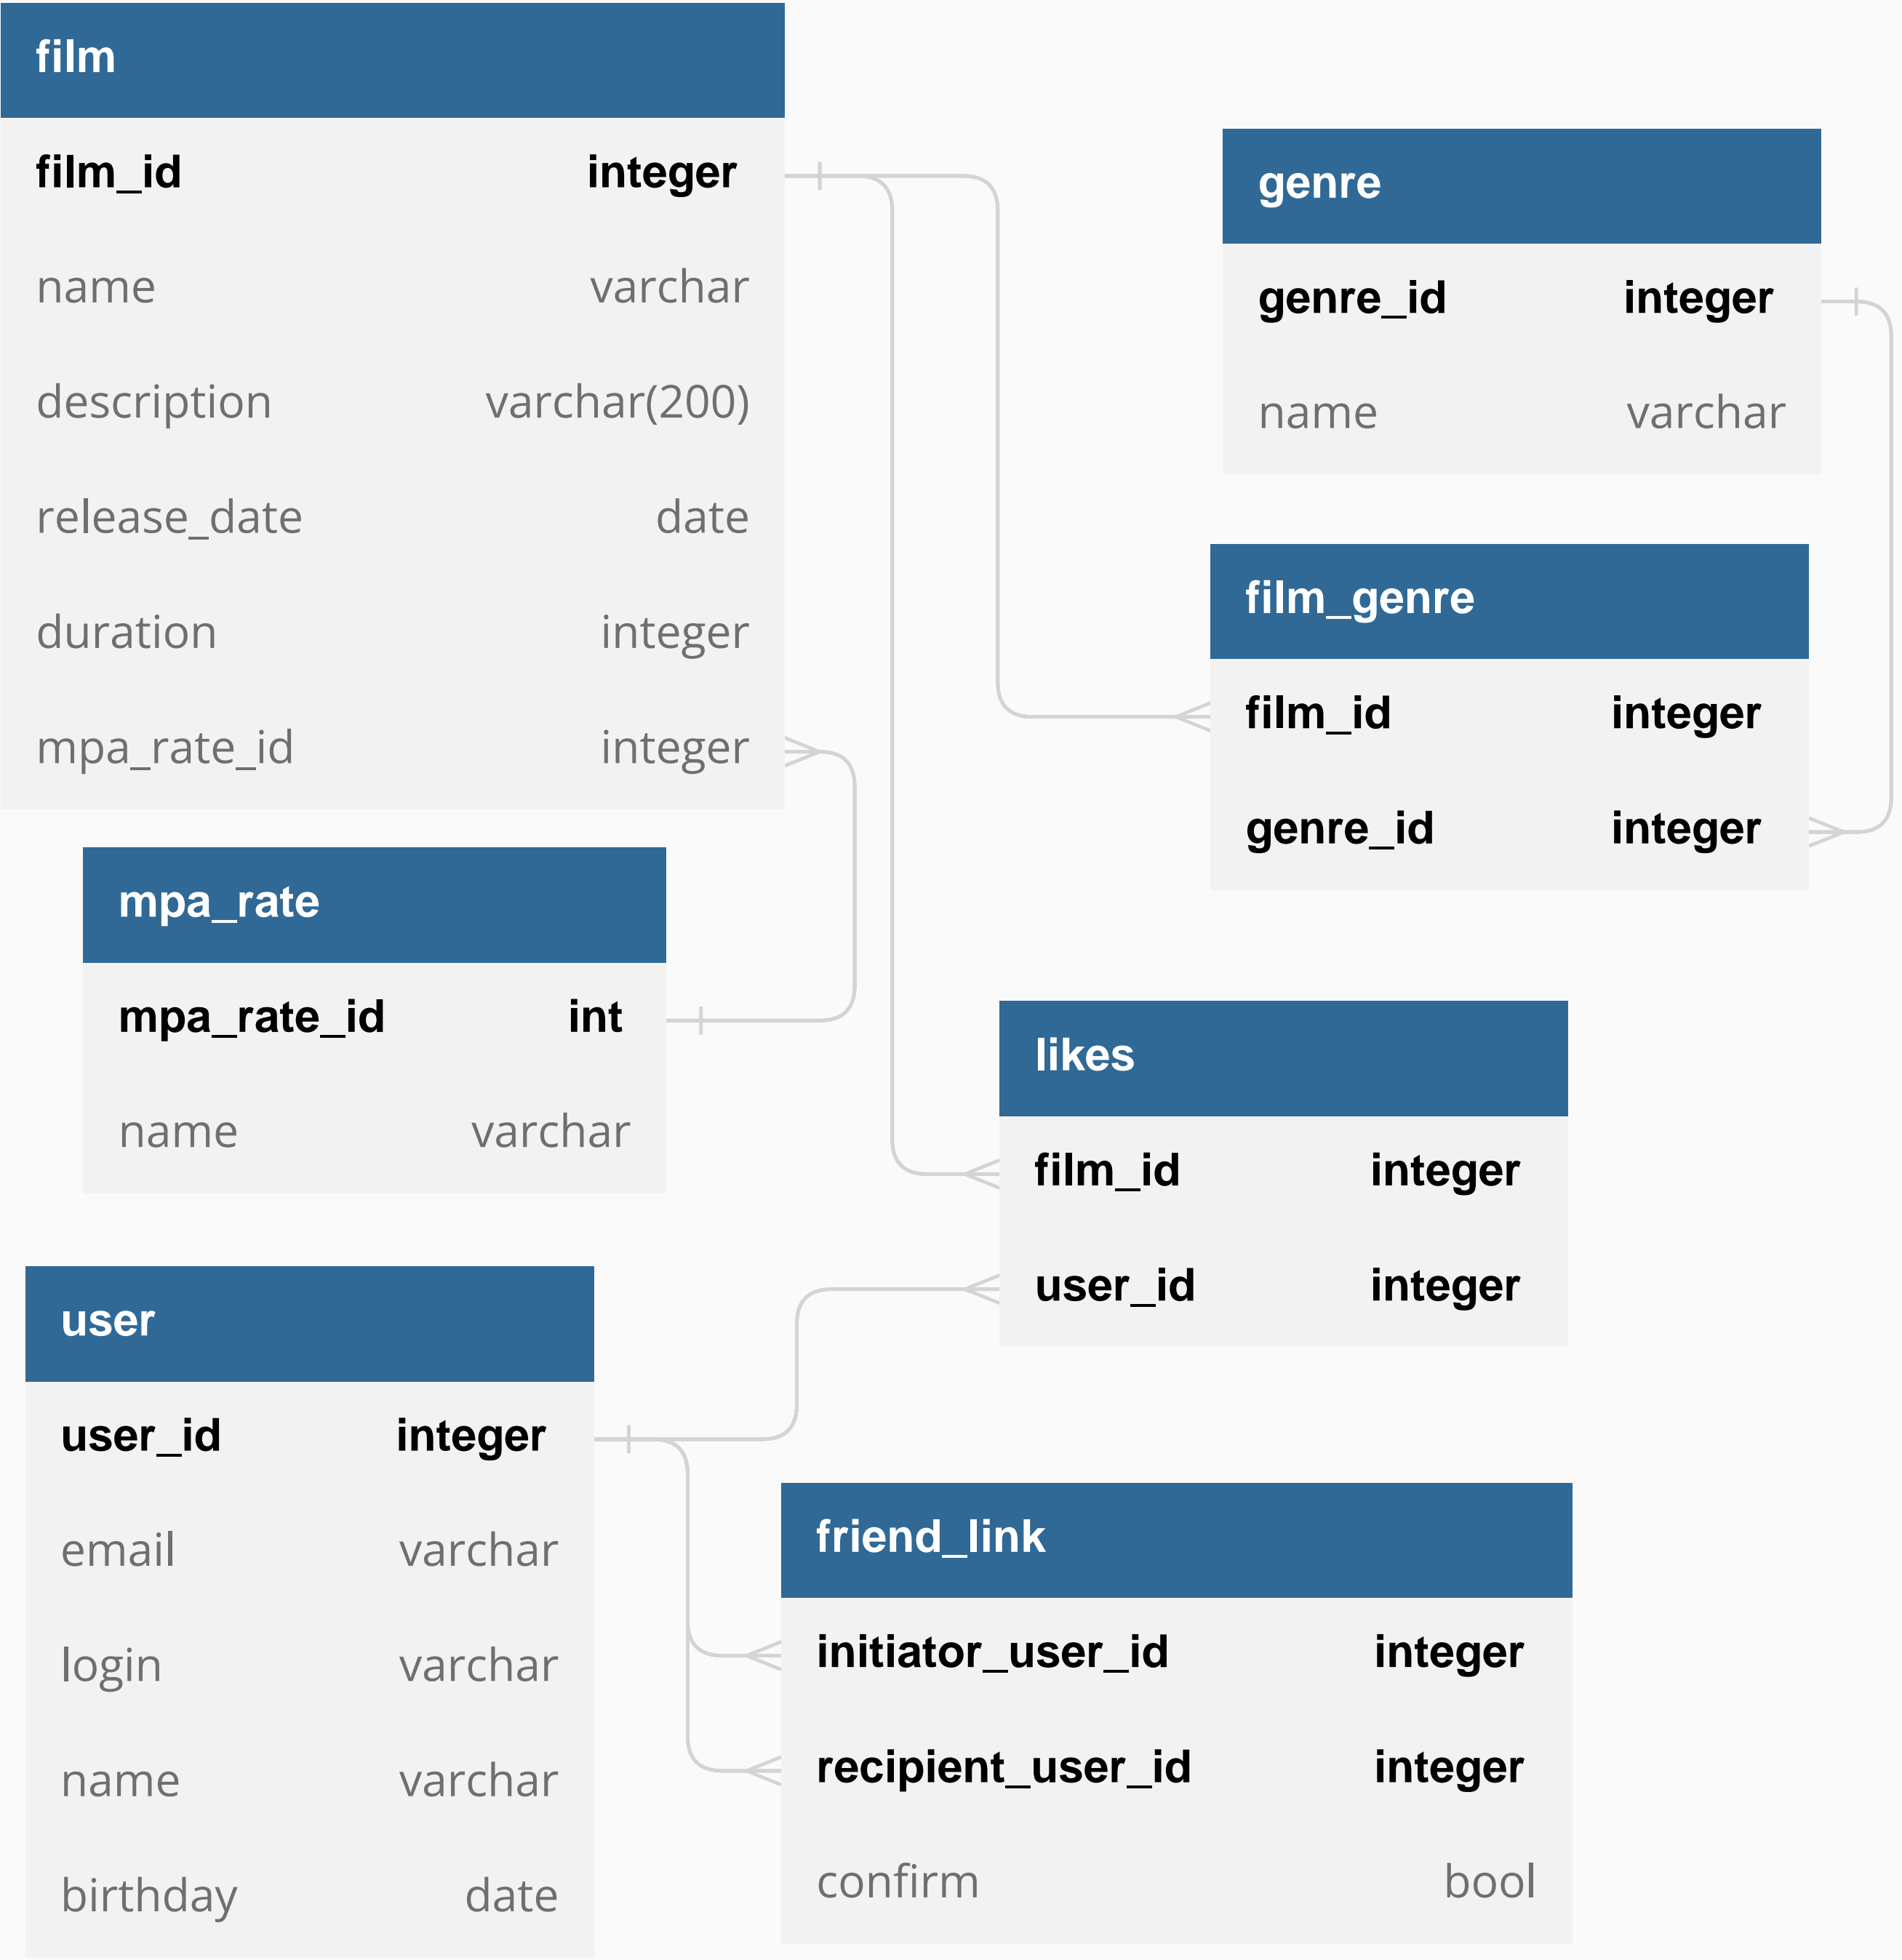 film
film_id integer
name varchar
description varchar(200)
release_date date
duration integer
mpa_rate_id integer
genre
genre_id integer
name varchar
film_genre
film_id integer
genre_id integer
mpa_rate
mpa_rate_id int
name varchar
likes
film_id integer
user_id integer
user
user_id integer
email varchar
login varchar
name varchar
birthday date
friend_link
initiator_user_id integer
recipient_user_id integer
confirm bool